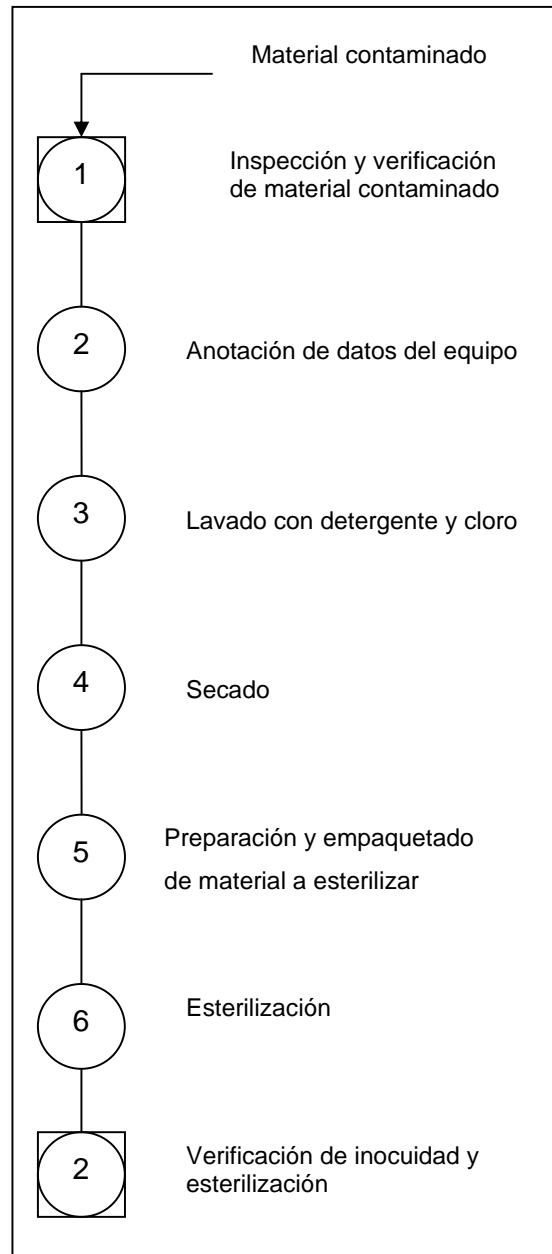 Material contaminado
1
Inspección y verificación
de material contaminado
2
Anotación de datos del equipo
3
Lavado con detergente y cloro
4
Secado
5
Preparación y empaquetado
de material a esterilizar
6
Esterilización
2
Verificación de inocuidad y
esterilización